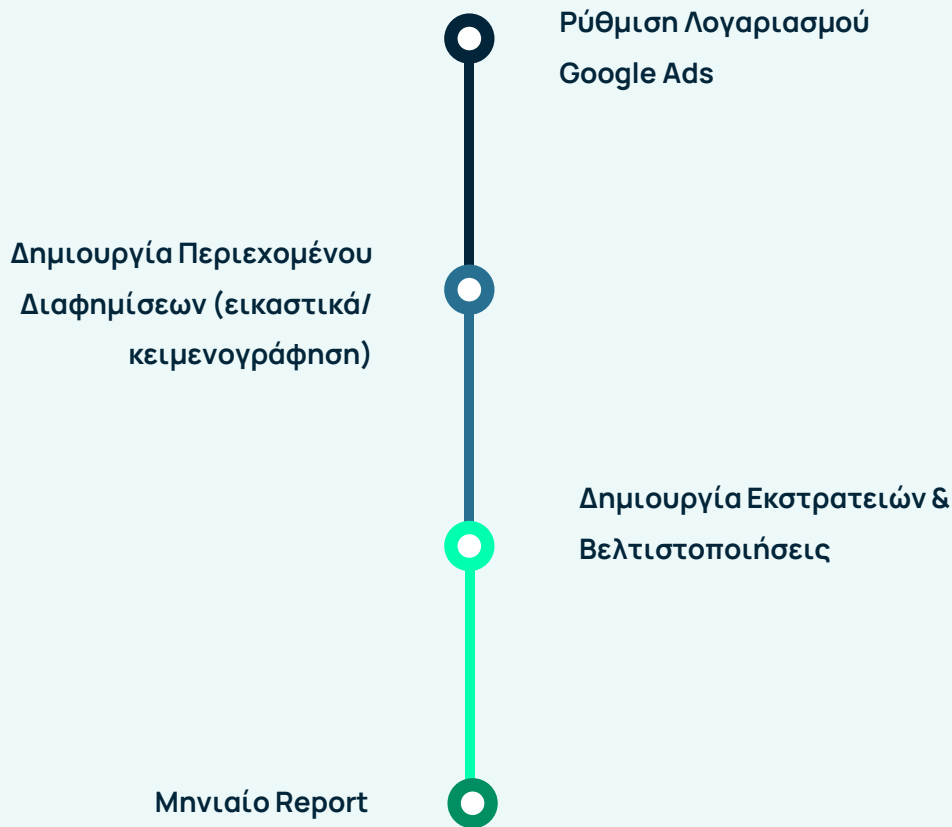 Ρύθμιση Λογαριασμού
Google Ads
Δημιουργία Περιεχομένου
Διαφημίσεων (εικαστικά/
κειμενογράφηση)
Δημιουργία Εκστρατειών &
Βελτιστοποιήσεις
Μηνιαίο Report